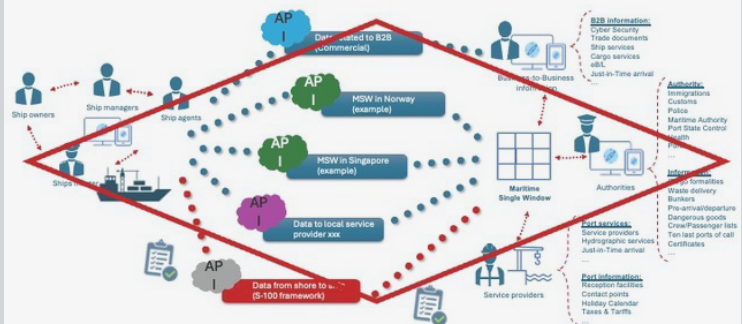 API
Data related to B2B
(Commercial)
API
MSW in Norway
(example)
API
MSW in Singapore
(example)
API
Data to local service
provider xxx
API
Data from shore to
(S-100 framework)
Ship owners
Ship managers
Ship agents
Ships
Business-to-Business
Maritime
Single Window
Authorities
Service providers
B2B information:
Cyber Security
Trade documents
Ship services
Cargo services
eB/L
Just-in-Time arrival
...
Authority:
Immigrations
Customs
Police
Maritime Authority
Port State Control
Health
...
formalities
Waste delivery
Bunkers
Pre-arrival/departure
Dangerous goods
Crew/Passenger lists
Ten last ports of call
Certificates
...
Port services:
Service providers
Hydrographic services
Just-in-Time arrival
....
Port information:
Reception facilities
Contact points
Holiday Calendar
Taxes & Tariffs
...